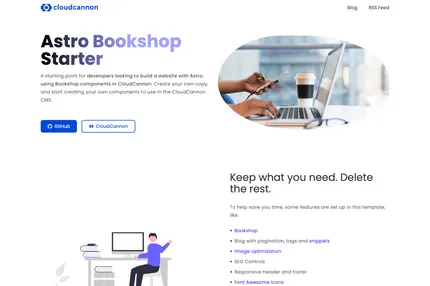 cloudcannon
Blog
RSS Feed
Astro Bookshop
Starter
A starting point for developers looking to build a website with Astro,
using Bookshop components in CloudCannon. Create your own copy,
and start creating your own components to use in the CloudCannon
CMS.
GitHub
CloudCannon
Keep what you need. Delete
the rest.
To help save you time, some features are set up in this template,
like:
Bookshop
Blog with pagination, tags and snippets
Image optimization
SEO Controls
Responsive header and footer
Font Awesome Icons